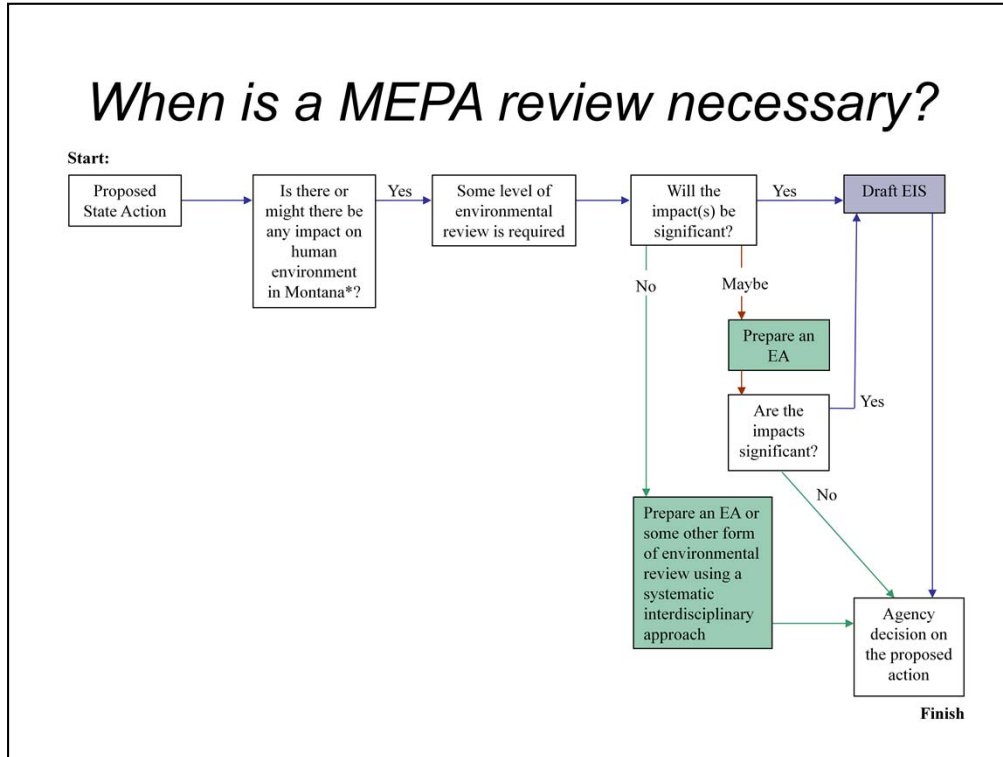 When is a MEPA review necessary?
Start:
Proposed
State Action
Is there or
might there be
any impact on
human
environment
in Montana*?
Yes
Some level of
environmental
review is required
Will the
impact(s) be
significant?
Yes
Draft EIS
No
Maybe
Prepare an
EA
Are the
impacts
significant?
Yes
No
Prepare an EA or
some other form
of environmental
review using a
systematic
interdisciplinary
approach
Agency
decision on
the proposed
action
Finish